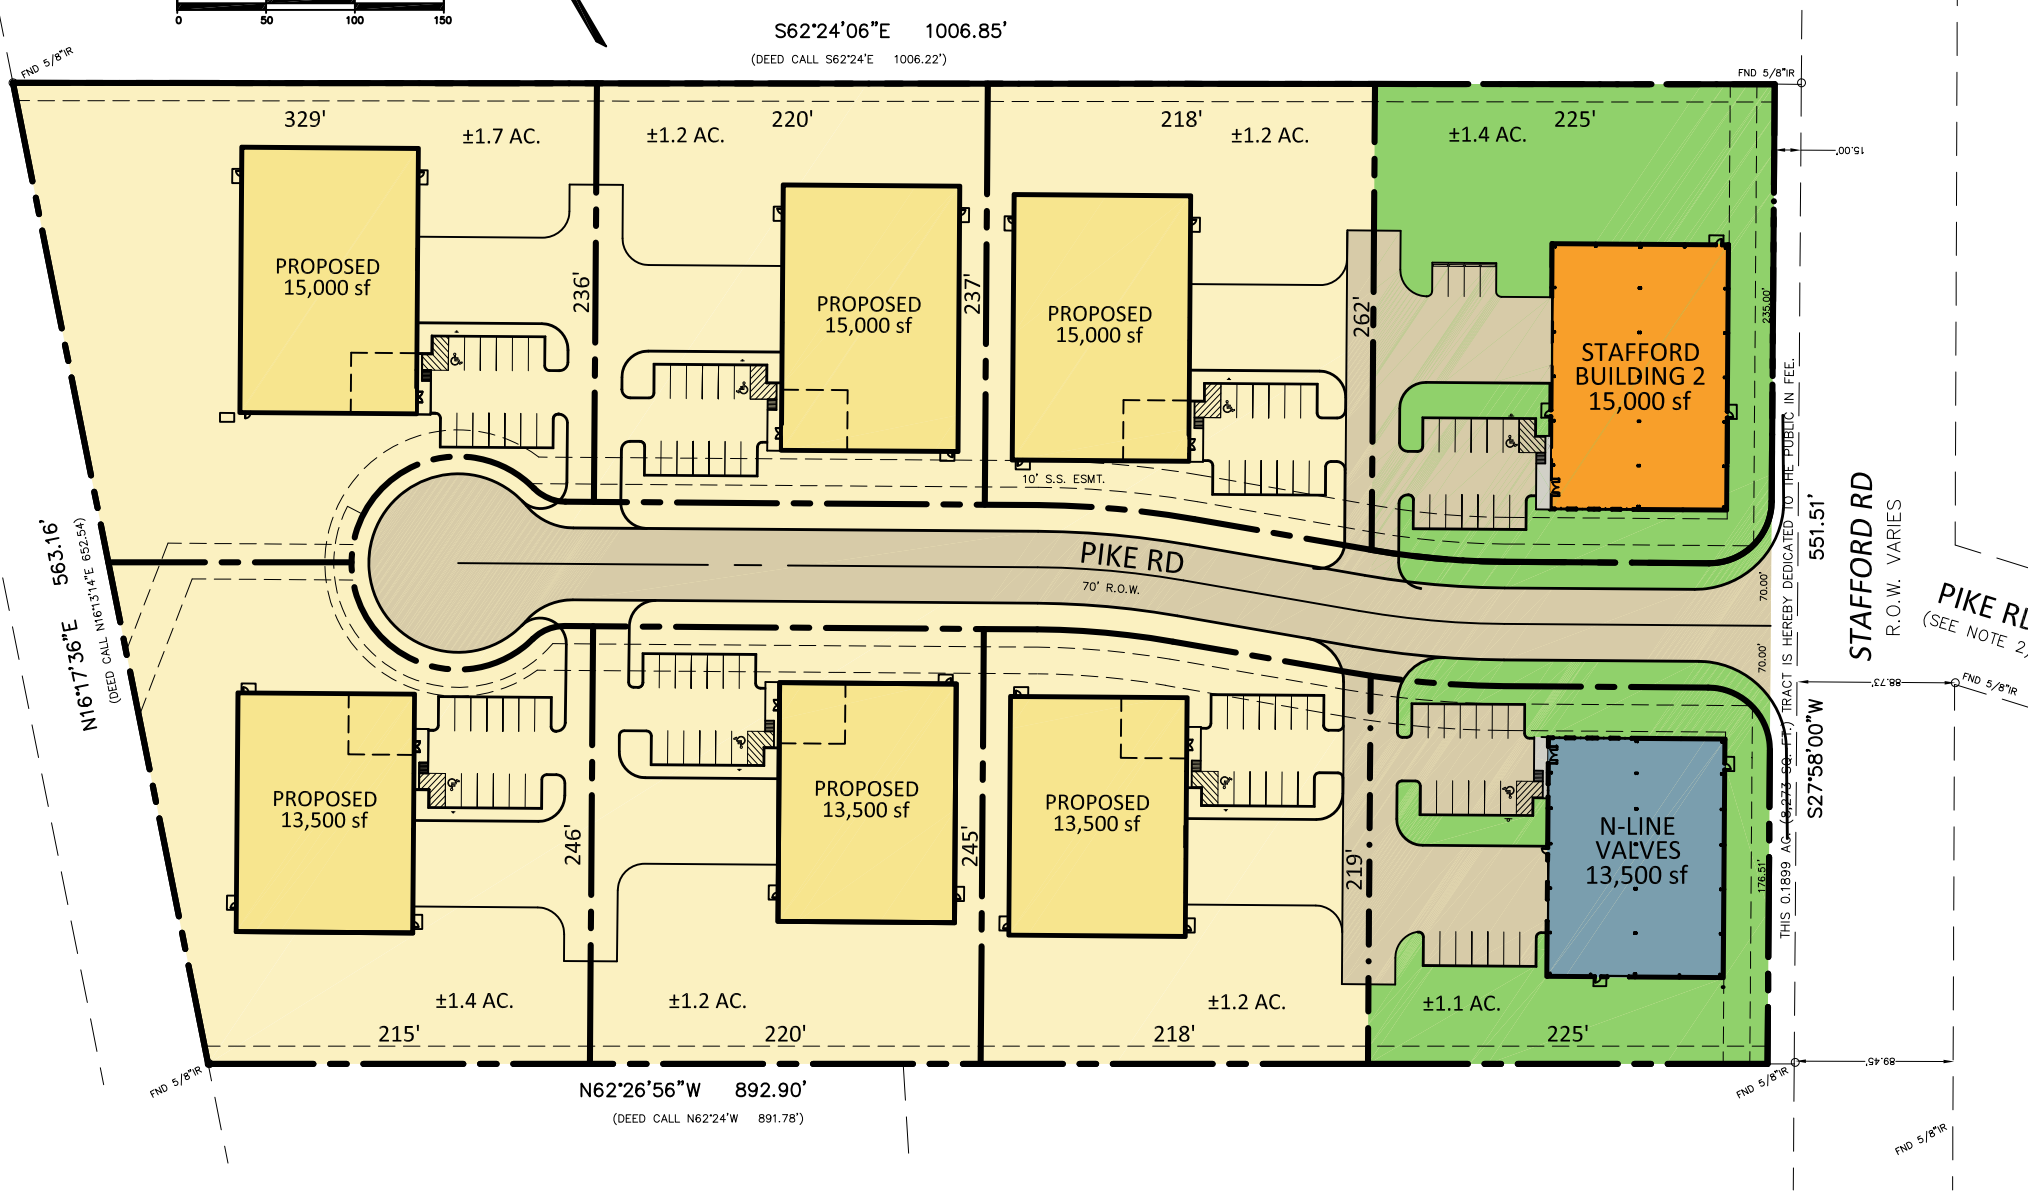 0 50 100 150
S62°24'06"E 1006.85'
(DEED CALL S62°24'E 1006.22')
FND 5/8"IR
FND 5/8"IR
329'
±1.7 AC.
±1.2 AC.
220'
218'
±1.2 AC.
±1.4 AC.
225'
15.00'
PROPOSED
15,000 sf
236'
PROPOSED
15,000 sf
237'
PROPOSED
15,000 sf
262'
STAFFORD
BUILDING 2
15,000 sf
235.00'
10' S.S. ESMT.
PIKE RD
70' R.O.W.
70.00'
70.00'
THIS 0.1899 AC. (8,273 SQ. FT.) TRACT IS HEREBY DEDICATED TO THE PUBLIC IN FEE.
551.51'
S27°58'00"W
STAFFORD RD
R.O.W. VARIES
PIKE RD
(SEE NOTE 2)
FND 5/8"IR
88.73'
N16°17'36"E 563.16'
(DEED CALL N16°13'14"E 652.54)
PROPOSED
13,500 sf
246'
PROPOSED
13,500 sf
245'
PROPOSED
13,500 sf
219'
N-LINE
VALVES
13,500 sf
176.51'
±1.4 AC.
±1.2 AC.
±1.2 AC.
±1.1 AC.
215'
220'
218'
225'
89.45'
FND 5/8"IR
FND 5/8"IR
FND 5/8"IR
N62°26'56"W 892.90'
(DEED CALL N62°24'W 891.78')